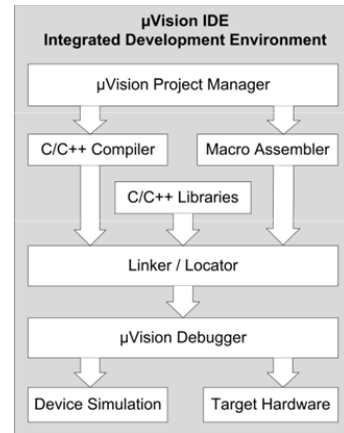 µVision IDE
Integrated Development Environment
µVision Project Manager
C/C++ Compiler
Macro Assembler
C/C++ Libraries
Linker / Locator
µVision Debugger
Device Simulation
Target Hardware